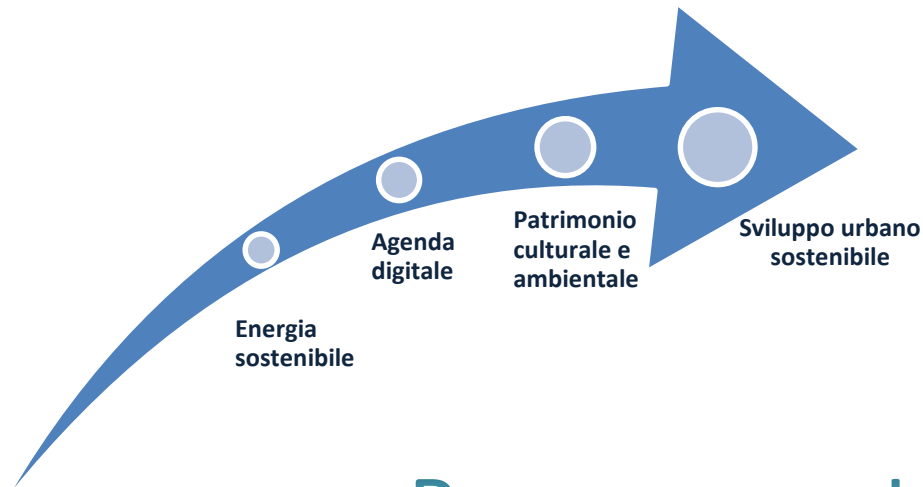 Energia
sostenibile
Agenda
digitale
Patrimonio
culturale e
ambientale
Sviluppo urbano
sostenibile